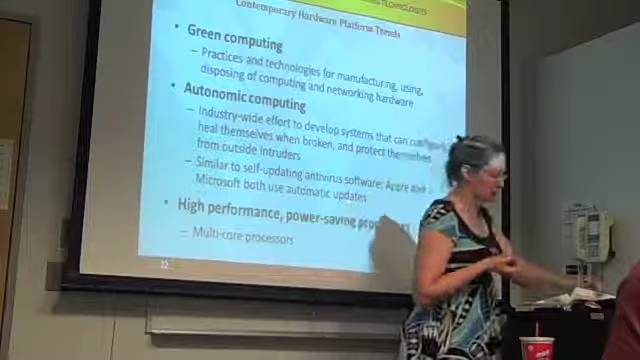 TECHNOLOGIES
Contemporary Hardware Platform Trends
• Green computing
– Practices and technologies for manufacturing, using,
disposing of computing and networking hardware
• Autonomic computing
– Industry-wide effort to develop systems that can configure,
heal themselves when broken, and protect themselves
from outside intruders
– Similar to self-updating antivirus software; Apple and
Microsoft both use automatic updates
• High performance, power-saving
– Multi-core processors